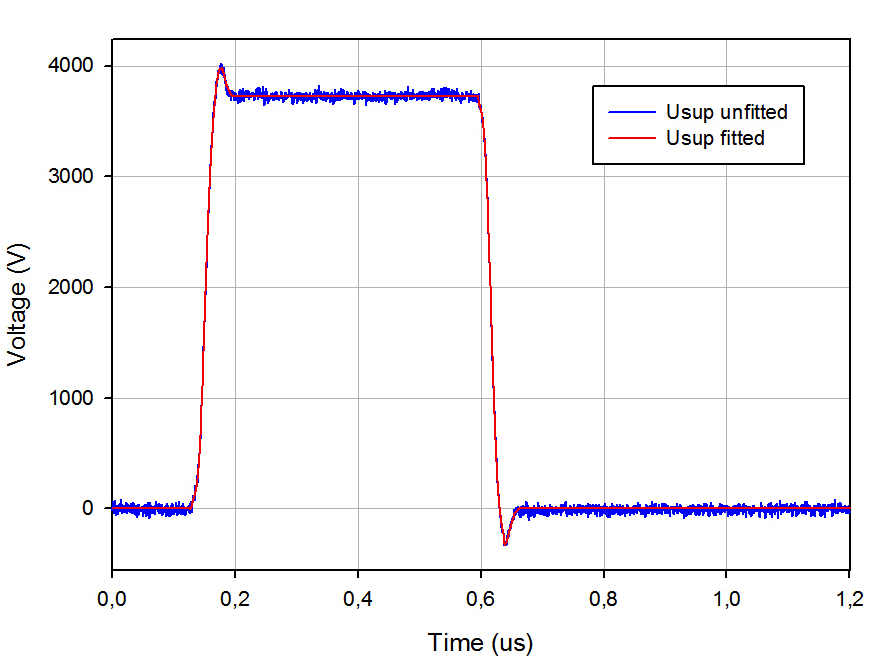 4000
3000
2000
1000
0
Voltage (V)
Usup unfitted
Usup fitted
0,0 0,2 0,4 0,6 0,8 1,0 1,2
Time (us)